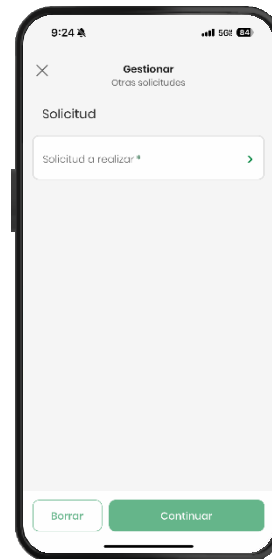 9:24
5G 84
Gestionar
Otras solicitudes
Solicitud
Solicitud a realizar *
Borrar Continuar